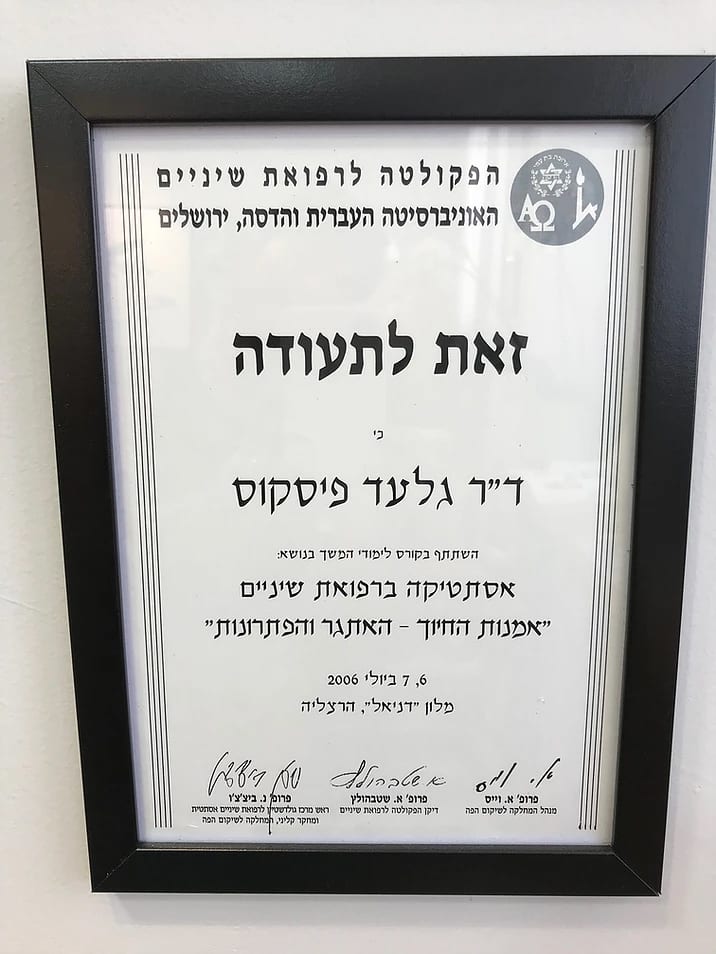 הפקולטה לרפואת שיניים
האוניברסיטה העברית והדסה, ירושלים
ΑΩ
זאת לתעודה
כי
ד״ר גלעד פיסקוס
השתתף בקורס לימודי המשך בנושא:
אסתטיקה ברפואת שיניים
״אמנות החיוך - האתגר והפתרונות״
6, 7 ביולי 2006
מלון ״דניאל״, הרצליה
פרופ׳ א. וייס
מנהל המחלקה לשיקום הפה
פרופ׳ א. שטבהולץ
דיקן הפקולטה לרפואת שיניים
פרופ׳ נ. ביצ׳צ׳ו
ראש מרכז גולדשטיין לרפואת שיניים אסתטית
ומחקר קליני, המחלקה לשיקום הפה